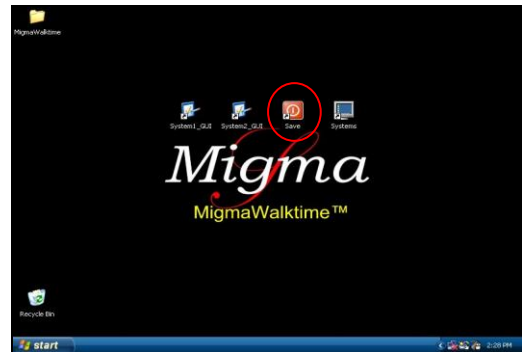 MigmaWalktime
System1_GUI System2_GUI Save Systems
Migma
MigmaWalktime™
Recycle Bin
start 2:28 PM